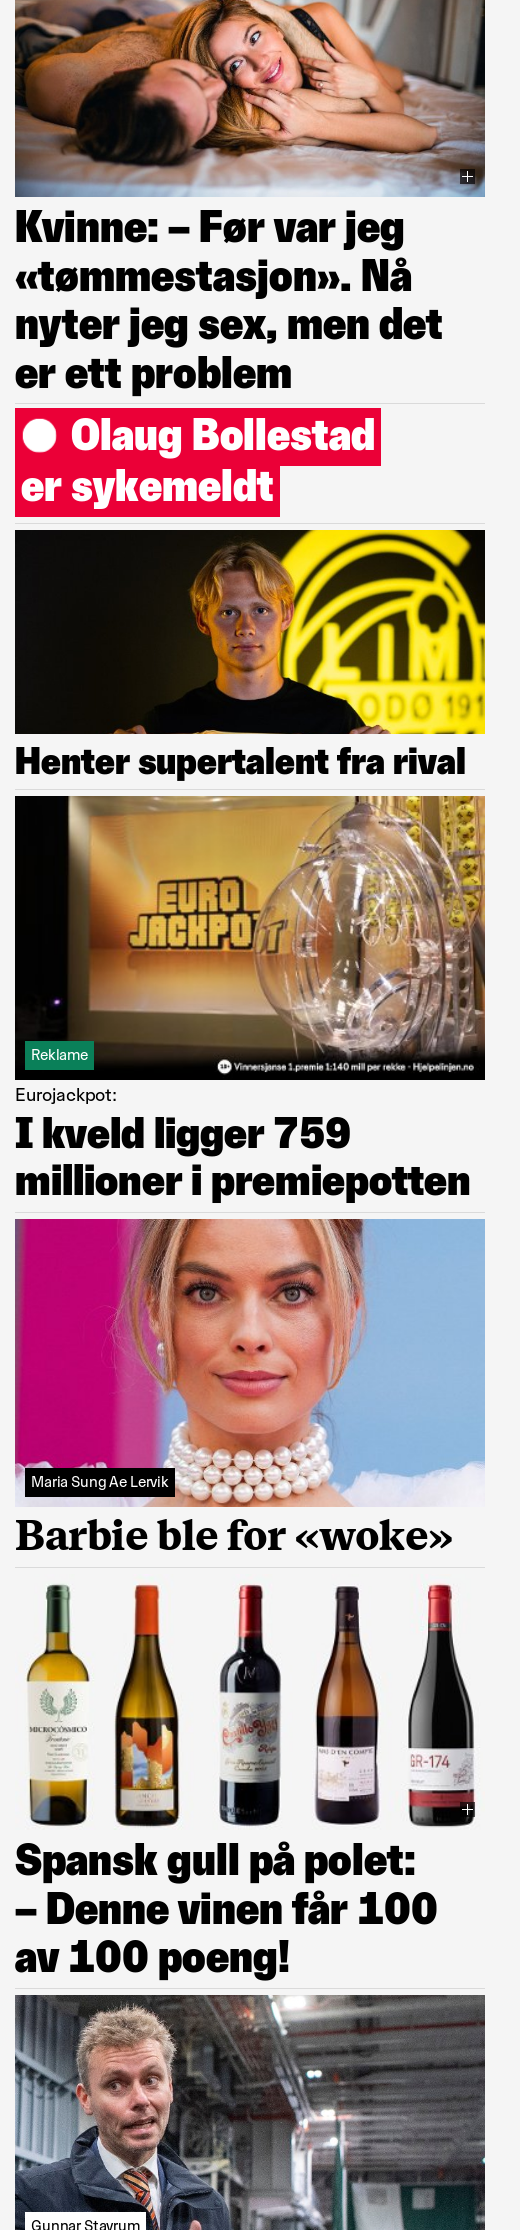 Kvinne: – Før var jeg
«tømmestasjon». Nå
nyter jeg sex, men det
er ett problem
Olaug Bollestad
er sykemeldt
LIM
BODØ 191
Henter supertalent fra rival
EURO
JACKPOT
Reklame
18+ Vinnersjanse 1.premie 1:140 mill per rekke - Hjelpelinjen.no
Eurojackpot:
I kveld ligger 759
millioner i premiepotten
Maria Sung Ae Lervik
Barbie ble for «woke»
MICROCÓSMICO
GR-174
Spansk gull på polet:
– Denne vinen får 100
av 100 poeng!
Gunnar Stavrum